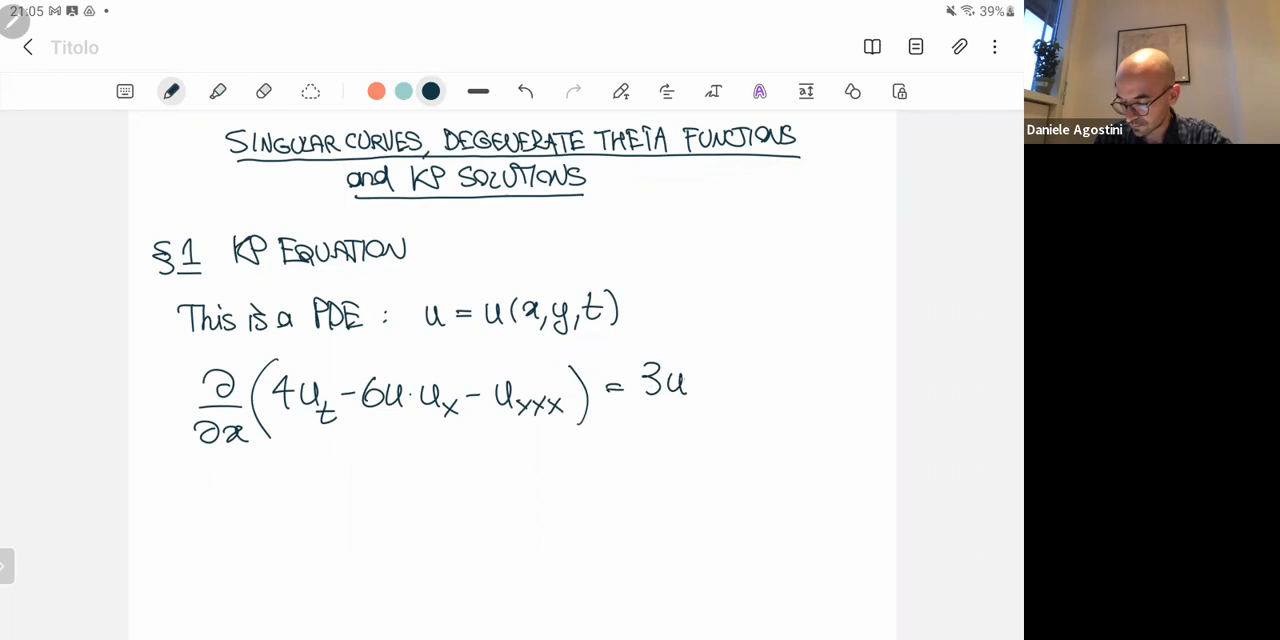 21:05
39%
Titolo
Daniele Agostini
SINGULAR CURVES, DEGENERATE THETA FUNCTIONS
and KP SOLUTIONS
§1 KP EQUATION
This is a PDE : u = u(x,y,t)
∂/∂x (4u_t - 6u·u_x - u_xxx) = 3u